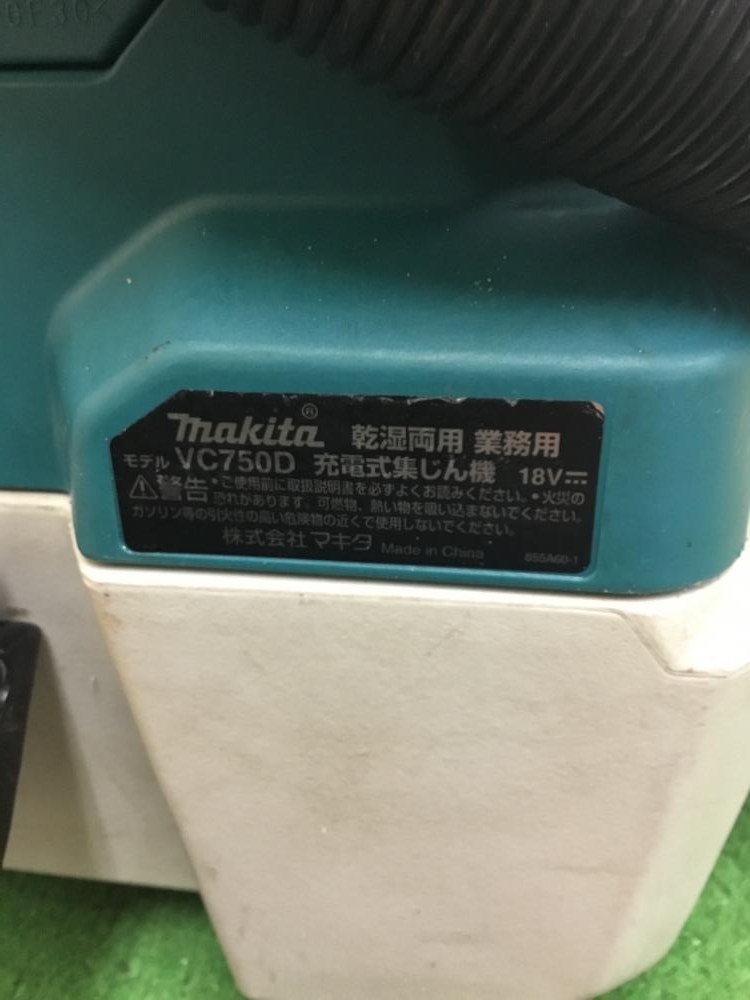 makita® 乾湿両用 業務用
モデル VC750D 充電式集じん機 18V
警告 ・ご使用前に取扱説明書を必ずよくお読みください。・火災の
恐れがあります。可燃物、熱い物を吸い込まないでください。
ガソリン等の引火性の高い危険物の近くで使用しないでください。
株式会社 マキタ Made in China 855A60-1